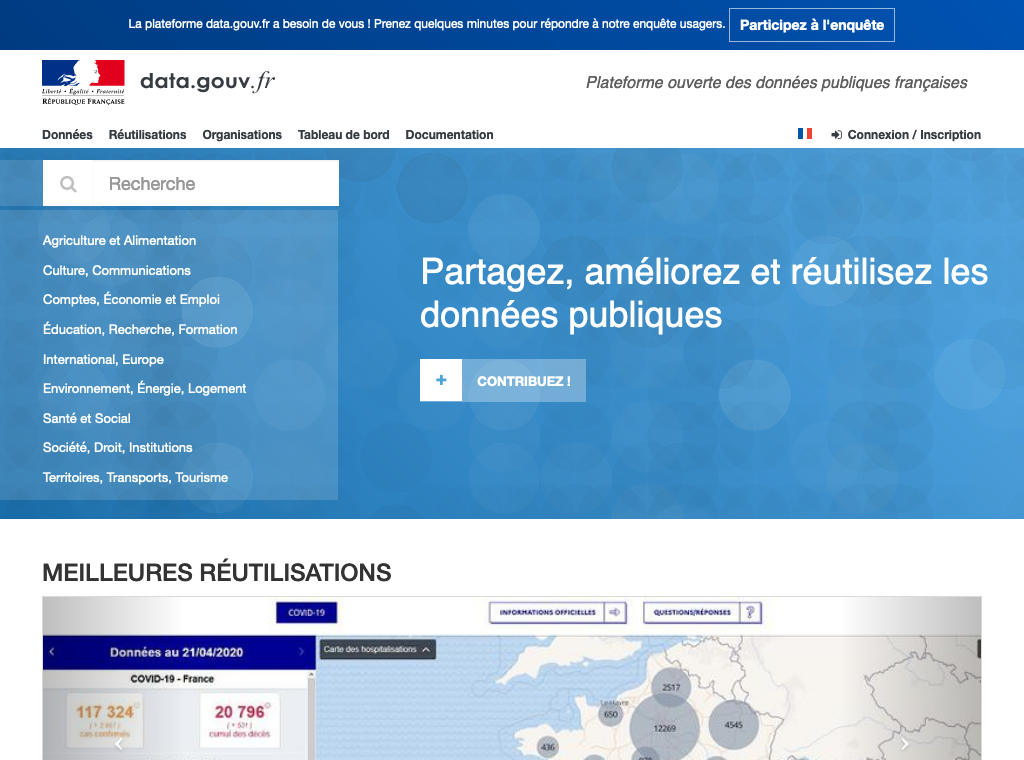 La plateforme data.gouv.fr a besoin de vous ! Prenez quelques minutes pour répondre à notre enquête usagers. Participez à l'enquête
Liberté • Égalité • Fraternité
RÉPUBLIQUE FRANÇAISE
data.gouv.fr
Plateforme ouverte des données publiques françaises
Données Réutilisations Organisations Tableau de bord Documentation Connexion / Inscription
Recherche
Agriculture et Alimentation
Culture, Communications
Comptes, Économie et Emploi
Éducation, Recherche, Formation
International, Europe
Environnement, Énergie, Logement
Santé et Social
Société, Droit, Institutions
Territoires, Transports, Tourisme
Partagez, améliorez et réutilisez les
données publiques
+ CONTRIBUEZ !
MEILLEURES RÉUTILISATIONS
COVID-19 INFORMATIONS OFFICIELLES QUESTIONS/RÉPONSES ?
Données au 21/04/2020
Carte des hospitalisations
COVID-19 - France
117 324
cas confirmés
20 796
cumul des décès
2517
650
12269
4545
436